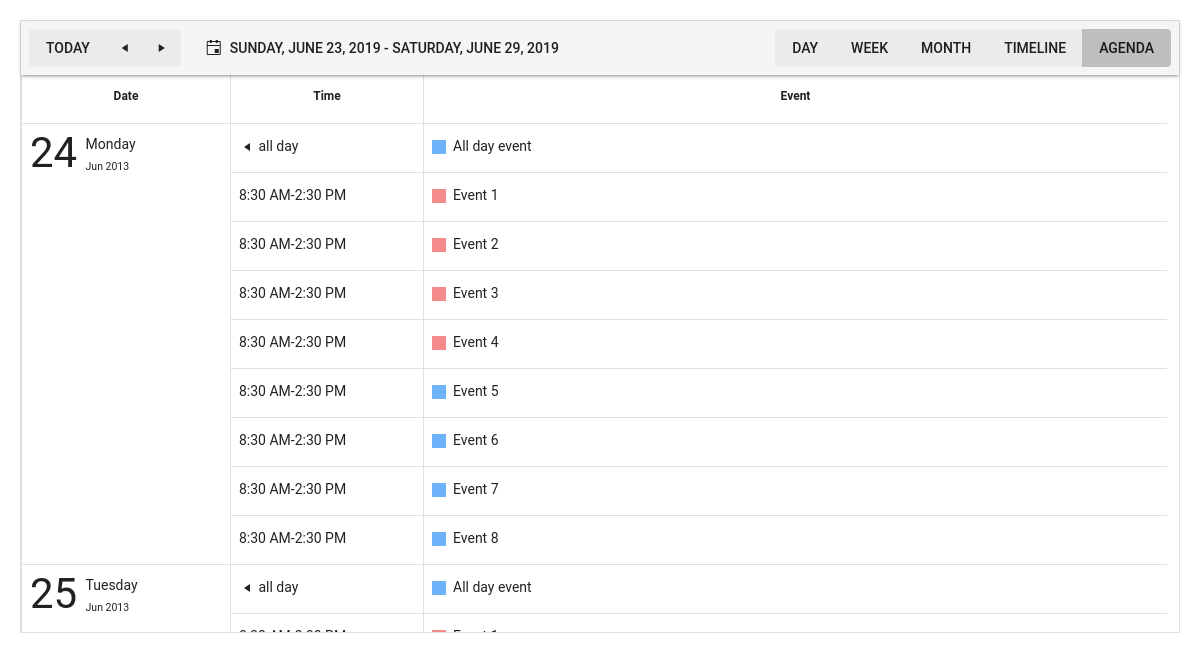 TODAY SUNDAY, JUNE 23, 2019 - SATURDAY, JUNE 29, 2019 DAY WEEK MONTH TIMELINE AGENDA
Date Time Event
24 Monday
Jun 2013
all day All day event
8:30 AM-2:30 PM Event 1
8:30 AM-2:30 PM Event 2
8:30 AM-2:30 PM Event 3
8:30 AM-2:30 PM Event 4
8:30 AM-2:30 PM Event 5
8:30 AM-2:30 PM Event 6
8:30 AM-2:30 PM Event 7
8:30 AM-2:30 PM Event 8
25 Tuesday
Jun 2013
all day All day event